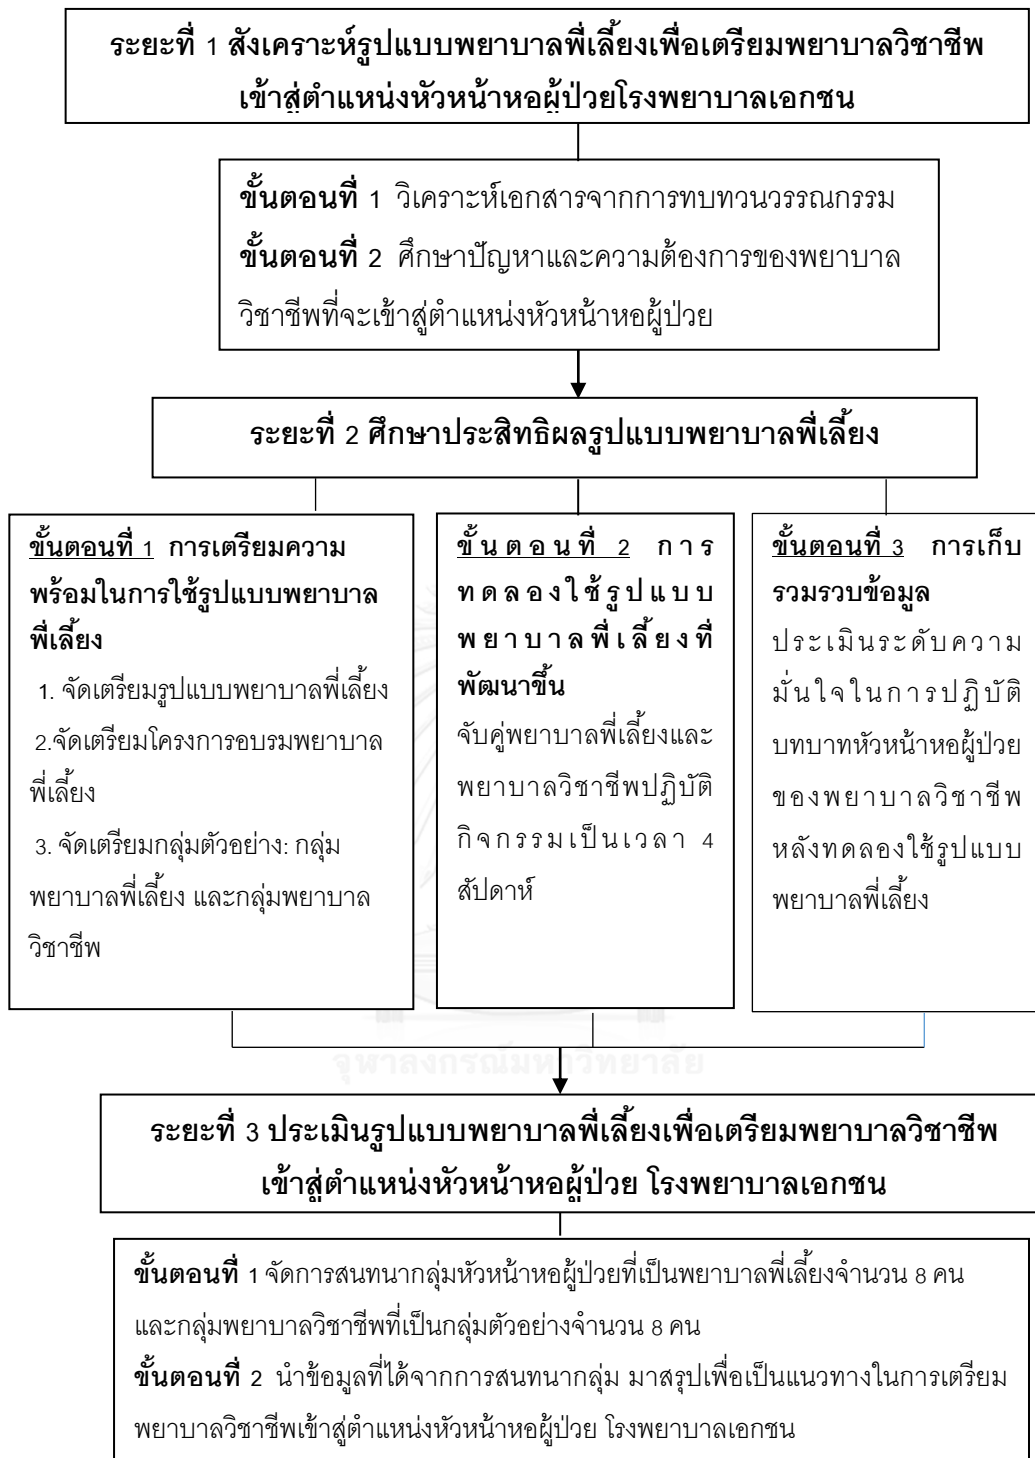 ระยะที่ 1 สังเคราะห์รูปแบบพยาบาลพี่เลี้ยงเพื่อเตรียมพยาบาลวิชาชีพ
เข้าสู่ตำแหน่งหัวหน้าหอผู้ป่วยโรงพยาบาลเอกชน
ขั้นตอนที่ 1 วิเคราะห์เอกสารจากการทบทวนวรรณกรรม
ขั้นตอนที่ 2 ศึกษาปัญหาและความต้องการของพยาบาล
วิชาชีพที่จะเข้าสู่ตำแหน่งหัวหน้าหอผู้ป่วย
ระยะที่ 2 ศึกษาประสิทธิผลรูปแบบพยาบาลพี่เลี้ยง
ขั้นตอนที่ 1 การเตรียมความ
พร้อมในการใช้รูปแบบพยาบาล
พี่เลี้ยง
1. จัดเตรียมรูปแบบพยาบาลพี่เลี้ยง
2.จัดเตรียมโครงการอบรมพยาบาล
พี่เลี้ยง
3. จัดเตรียมกลุ่มตัวอย่าง: กลุ่ม
พยาบาลพี่เลี้ยง และกลุ่มพยาบาล
วิชาชีพ
ขั้นตอนที่ 2 การ
ทดลองใช้รูปแบบ
พยาบาลพี่เลี้ยงที่
พัฒนาขึ้น
จับคู่พยาบาลพี่เลี้ยงและ
พยาบาลวิชาชีพปฏิบัติ
กิจกรรมเป็นเวลา 4
สัปดาห์
ขั้นตอนที่ 3 การเก็บ
รวมรวบข้อมูล
ประเมินระดับความ
มั่นใจในการปฏิบัติ
บทบาทหัวหน้าหอผู้ป่วย
ของพยาบาลวิชาชีพ
หลังทดลองใช้รูปแบบ
พยาบาลพี่เลี้ยง
จุฬาลงกรณ์มหาวิทยาลัย
ระยะที่ 3 ประเมินรูปแบบพยาบาลพี่เลี้ยงเพื่อเตรียมพยาบาลวิชาชีพ
เข้าสู่ตำแหน่งหัวหน้าหอผู้ป่วย โรงพยาบาลเอกชน
ขั้นตอนที่ 1 จัดการสนทนากลุ่มหัวหน้าหอผู้ป่วยที่เป็นพยาบาลพี่เลี้ยงจำนวน 8 คน
และกลุ่มพยาบาลวิชาชีพที่เป็นกลุ่มตัวอย่างจำนวน 8 คน
ขั้นตอนที่ 2 นำข้อมูลที่ได้จากการสนทนากลุ่ม มาสรุปเพื่อเป็นแนวทางในการเตรียม
พยาบาลวิชาชีพเข้าสู่ตำแหน่งหัวหน้าหอผู้ป่วย โรงพยาบาลเอกชน